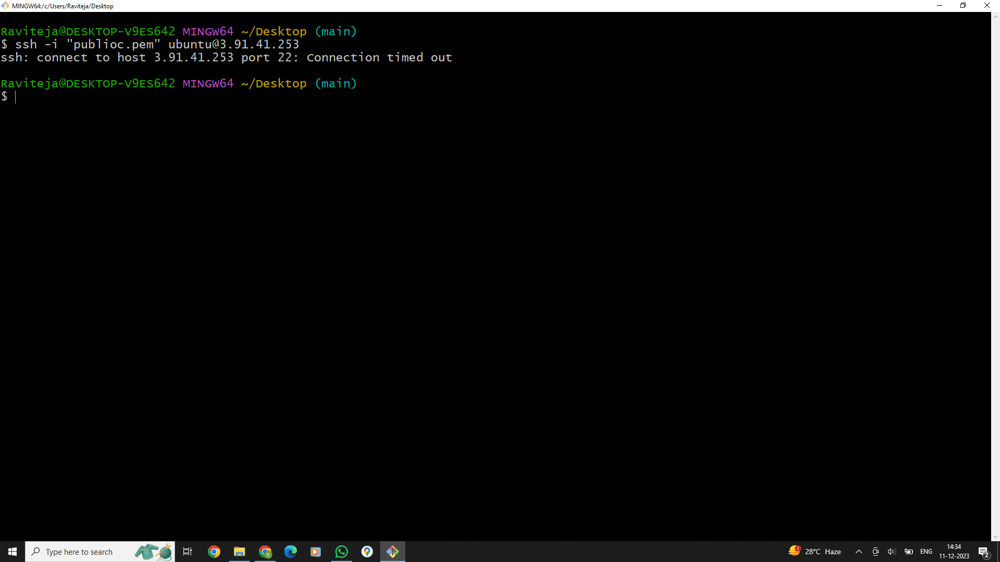 MINGW64:/c/Users/Raviteja/Desktop
Raviteja@DESKTOP-V9ES642 MINGW64 ~/Desktop (main)
$ ssh -i "publioc.pem" ubuntu@3.91.41.253
ssh: connect to host 3.91.41.253 port 22: Connection timed out
Raviteja@DESKTOP-V9ES642 MINGW64 ~/Desktop (main)
$
Type here to search
R
1
28°C Haze
ENG
14:34
11-12-2023
2